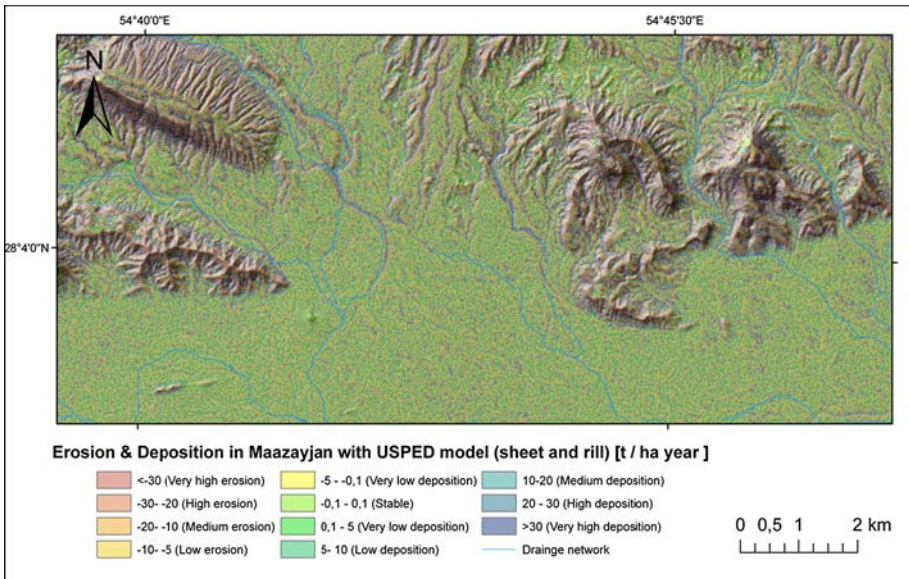 54°40'0"E
54°45'30"E
N
28°4'0"N
Erosion & Deposition in Maazayjan with USPED model (sheet and rill) [t / ha year ]
<-30 (Very high erosion)
-30- -20 (High erosion)
-20- -10 (Medium erosion)
-10- -5 (Low erosion)
-5 - -0,1 (Very low deposition)
-0,1 - 0,1 (Stable)
0,1 - 5 (Very low deposition)
5- 10 (Low deposition)
10-20 (Medium deposition)
20 - 30 (High deposition)
>30 (Very high deposition)
Drainge network
0 0,5 1 2 km